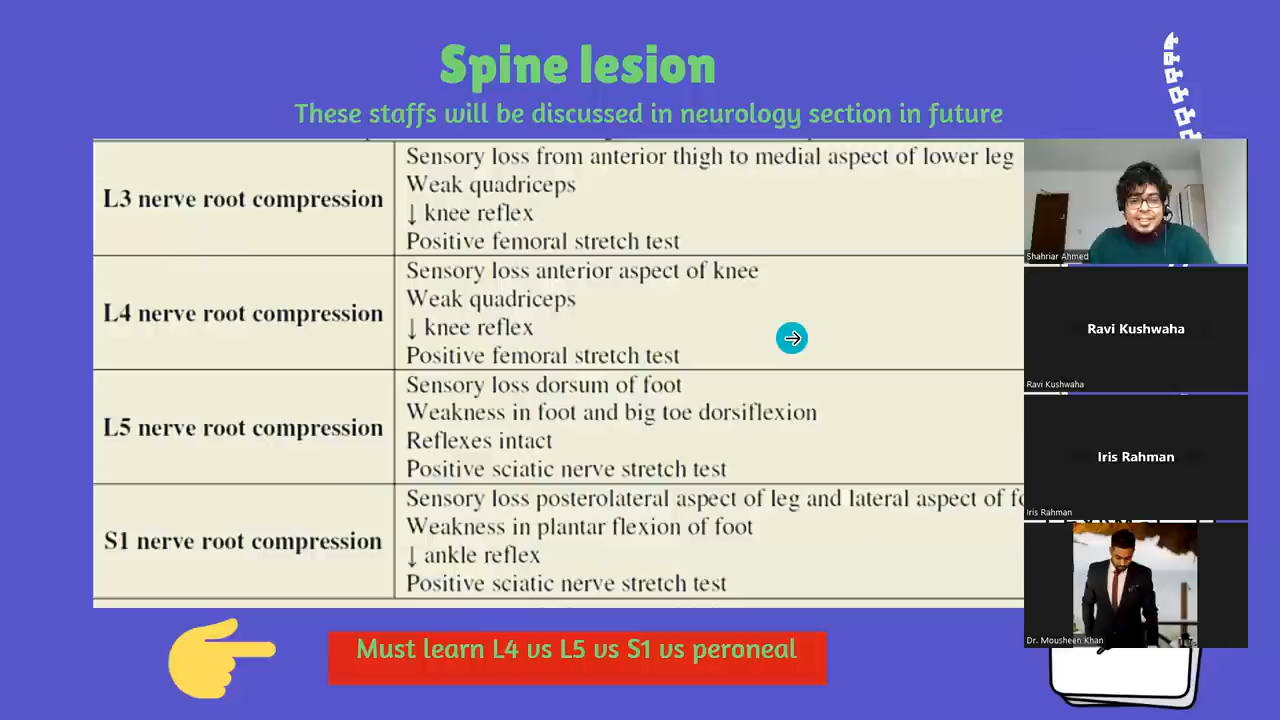 Spine lesion
These staffs will be discussed in neurology section in future
L3 nerve root compression
Sensory loss from anterior thigh to medial aspect of lower leg
Weak quadriceps
↓ knee reflex
Positive femoral stretch test
L4 nerve root compression
Sensory loss anterior aspect of knee
Weak quadriceps
↓ knee reflex
Positive femoral stretch test
L5 nerve root compression
Sensory loss dorsum of foot
Weakness in foot and big toe dorsiflexion
Reflexes intact
Positive sciatic nerve stretch test
S1 nerve root compression
Sensory loss posterolateral aspect of leg and lateral aspect of
Weakness in plantar flexion of foot
↓ ankle reflex
Positive sciatic nerve stretch test
Must learn L4 vs L5 vs S1 vs peroneal
Shahriar Ahmed
Ravi Kushwaha
Ravi Kushwaha
Iris Rahman
Iris Rahman
Dr. Mousheen Khan